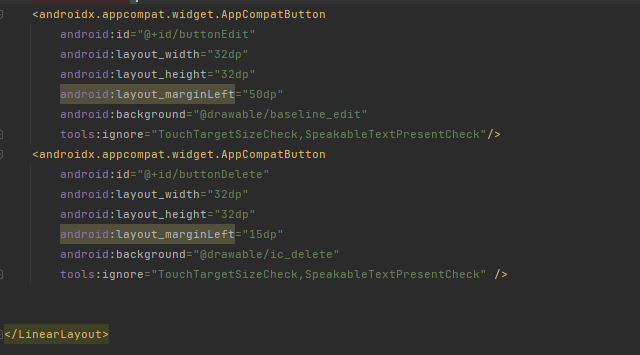 <androidx.appcompat.widget.AppCompatButton
android:id="@+id/buttonEdit"
android:layout_width="32dp"
android:layout_height="32dp"
android:layout_marginLeft="50dp"
android:background="@drawable/baseline_edit"
tools:ignore="TouchTargetSizeCheck,SpeakableTextPresentCheck"/>
<androidx.appcompat.widget.AppCompatButton
android:id="@+id/buttonDelete"
android:layout_width="32dp"
android:layout_height="32dp"
android:layout_marginLeft="15dp"
android:background="@drawable/ic_delete"
tools:ignore="TouchTargetSizeCheck,SpeakableTextPresentCheck" />
</LinearLayout>